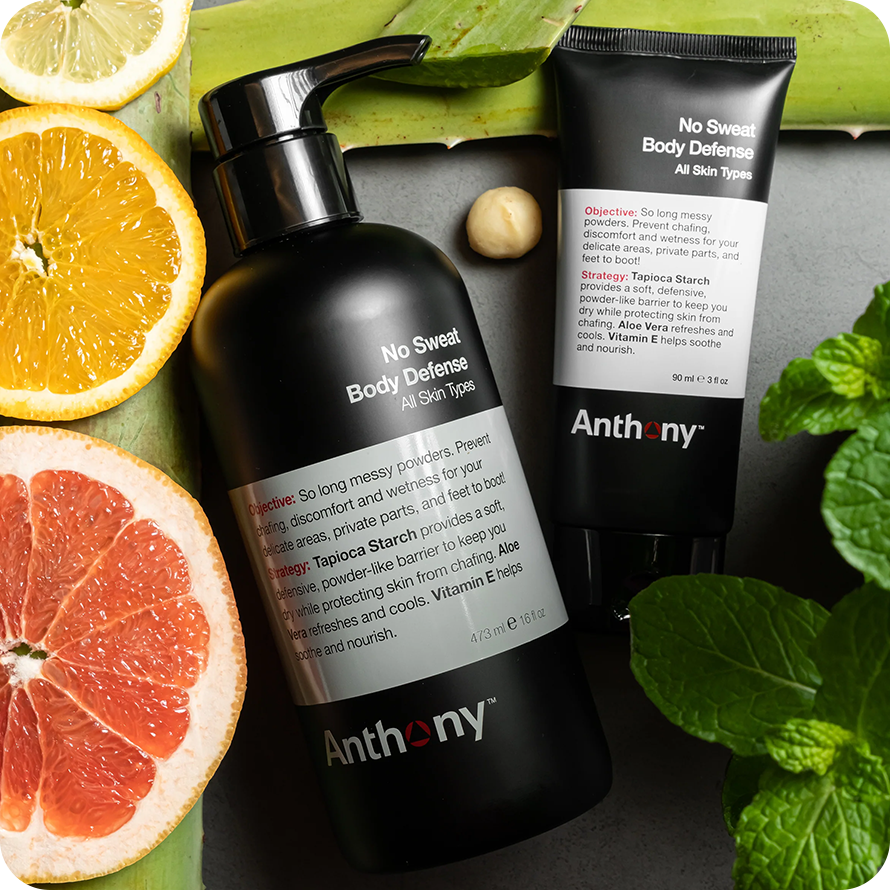 No Sweat
Body Defense
All Skin Types
Objective: So long messy powders. Prevent
chafing, discomfort and wetness for your
delicate areas, private parts, and feet to boot!
Strategy: Tapioca Starch provides a soft,
defensive, powder-like barrier to keep you
dry while protecting skin from chafing. Aloe
Vera refreshes and cools. Vitamin E helps
soothe and nourish.
473 ml ℮ 16 fl oz
Anthony™
No Sweat
Body Defense
All Skin Types
Objective: So long messy
powders. Prevent chafing,
discomfort and wetness for your
delicate areas, private parts, and
feet to boot!
Strategy: Tapioca Starch
provides a soft, defensive,
powder-like barrier to keep you
dry while protecting skin from
chafing. Aloe Vera refreshes and
cools. Vitamin E helps soothe
and nourish.
90 ml ℮ 3 fl oz
Anthony™